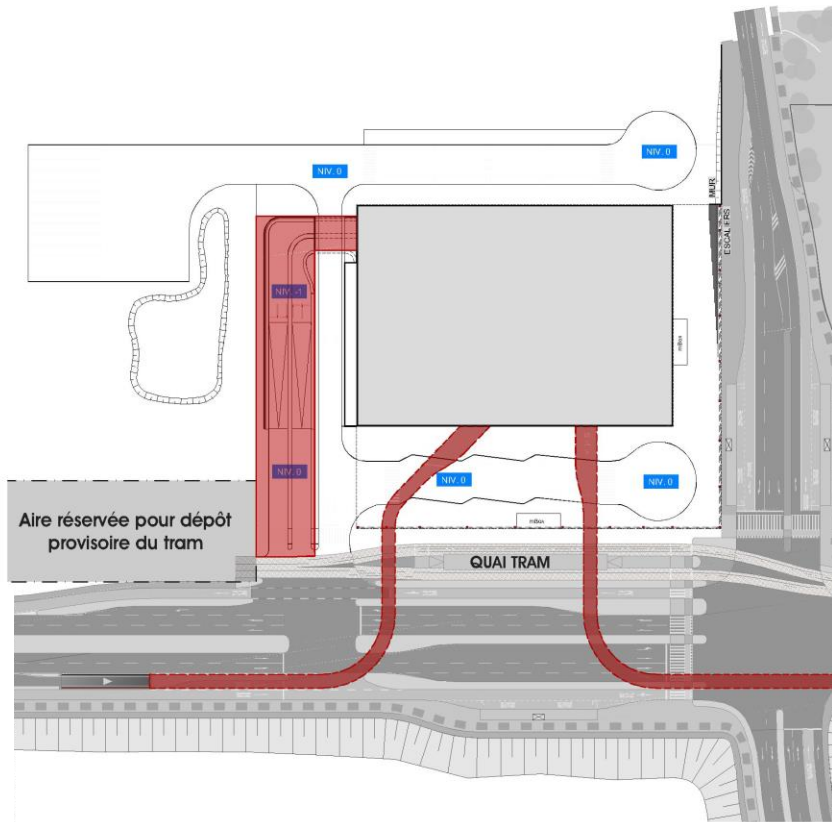 NIV. 0
NIV. 0
MUR
ESCALIERS
NIV. -1
NIV. 0
NIV. 0
NIV. 0
Aire réservée pour dépôt
provisoire du tram
QUAI TRAM